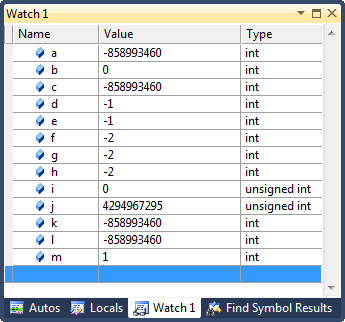 Watch 1
Name Value Type
a -858993460 int
b 0 int
c -858993460 int
d -1 int
e -1 int
f -2 int
g -2 int
h -2 int
i 0 unsigned int
j 4294967295 unsigned int
k -858993460 int
l -858993460 int
m 1 int
Autos Locals Watch 1 Find Symbol Results